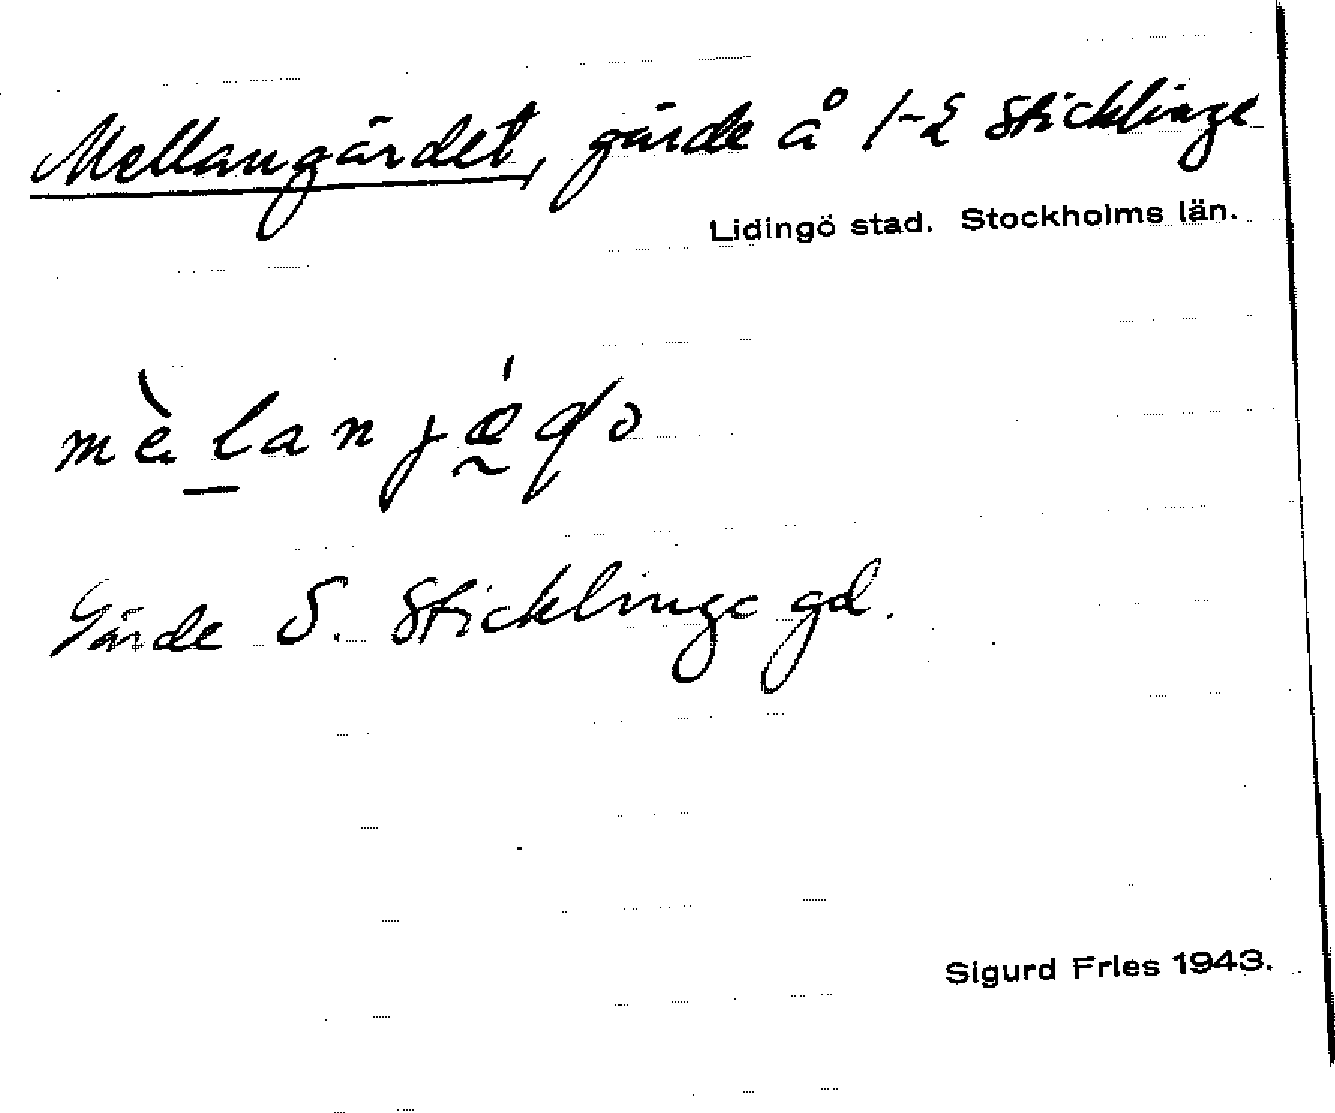 Mellangärdet, gärde å 1-2 Sticklinge
Lidingö stad. Stockholms län.
Gärde S. Sticklinge gd.
Sigurd Fries 1943.